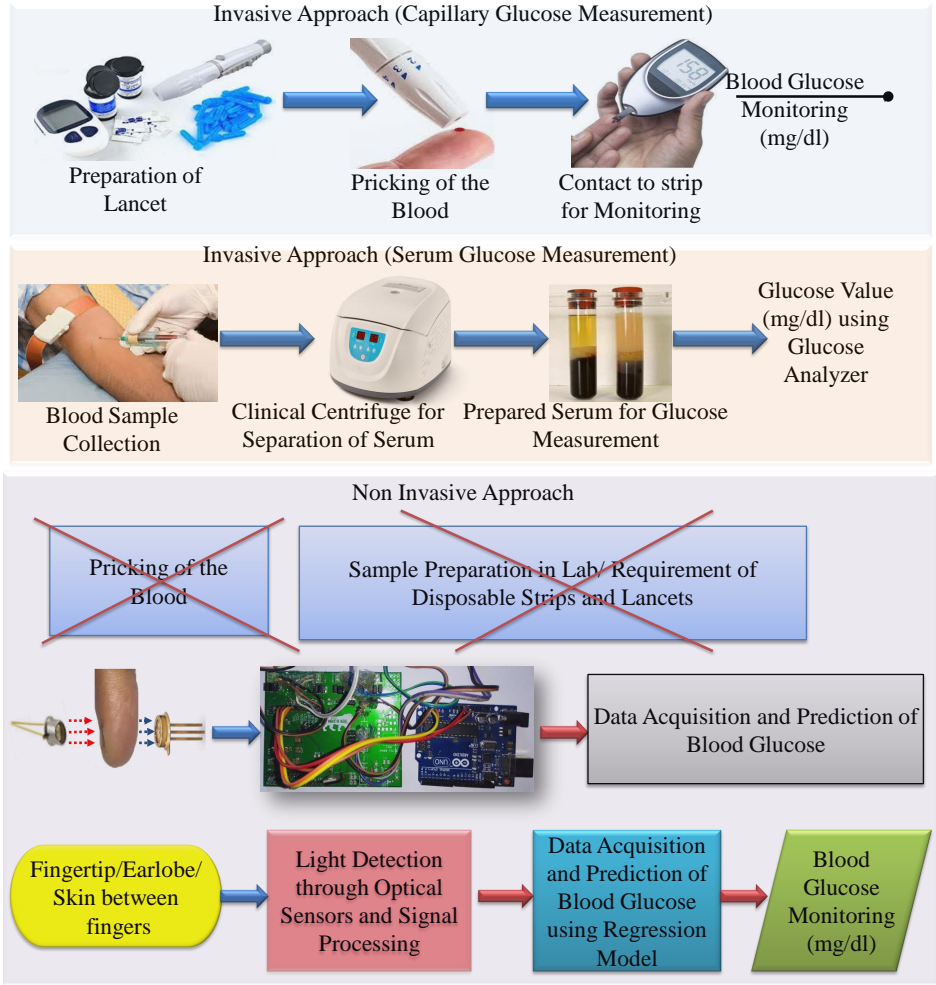 Invasive Approach (Capillary Glucose Measurement)
158
Blood Glucose
Monitoring
(mg/dl)
Preparation of
Lancet
Pricking of the
Blood
Contact to strip
for Monitoring
Invasive Approach (Serum Glucose Measurement)
Glucose Value
(mg/dl) using
Glucose
Analyzer
Blood Sample
Collection
Clinical Centrifuge for
Separation of Serum
Prepared Serum for Glucose
Measurement
Non Invasive Approach
Pricking of the
Blood
Sample Preparation in Lab/ Requirement of
Disposable Strips and Lancets
UNO
Data Acquisition and Prediction of
Blood Glucose
Fingertip/Earlobe/
Skin between
fingers
Light Detection
through Optical
Sensors and Signal
Processing
Data Acquisition
and Prediction of
Blood Glucose
using Regression
Model
Blood
Glucose
Monitoring
(mg/dl)